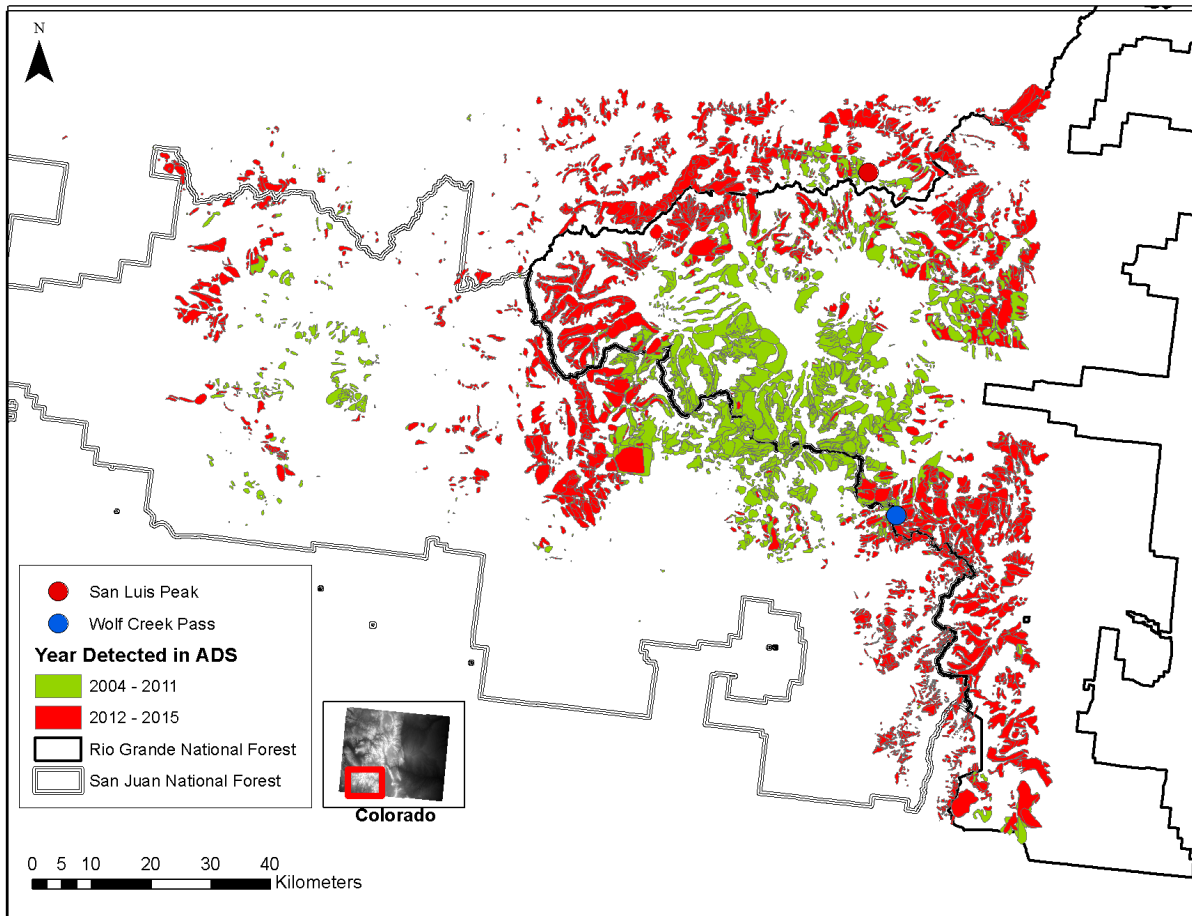 N
San Luis Peak
Wolf Creek Pass
Year Detected in ADS
2004 - 2011
2012 - 2015
Rio Grande National Forest
San Juan National Forest
Colorado
0 5 10 20 30 40
Kilometers